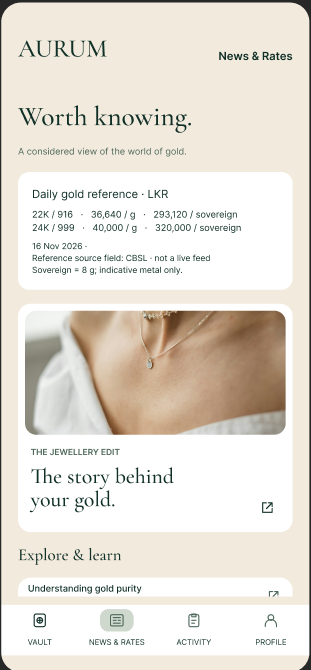 AURUM
News & Rates
Worth knowing.
A considered view of the world of gold.
Daily gold reference · LKR
22K / 916 · 36,640 / g · 293,120 / sovereign
24K / 999 · 40,000 / g · 320,000 / sovereign
16 Nov 2026 ·
Reference source field: CBSL · not a live feed
Sovereign = 8 g; indicative metal only.
THE JEWELLERY EDIT
The story behind
your gold.
Explore & learn
Understanding gold purity
VAULT
NEWS & RATES
ACTIVITY
PROFILE